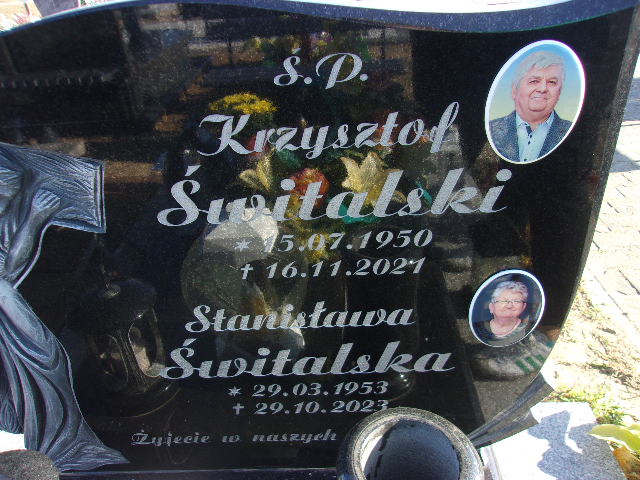 Ś.P.
Krzysztof
Świtalski
* 15.07.1950
† 16.11.2021
Stanisława
Świtalska
* 29.03.1953
† 29.10.2023
Żyjecie w naszych